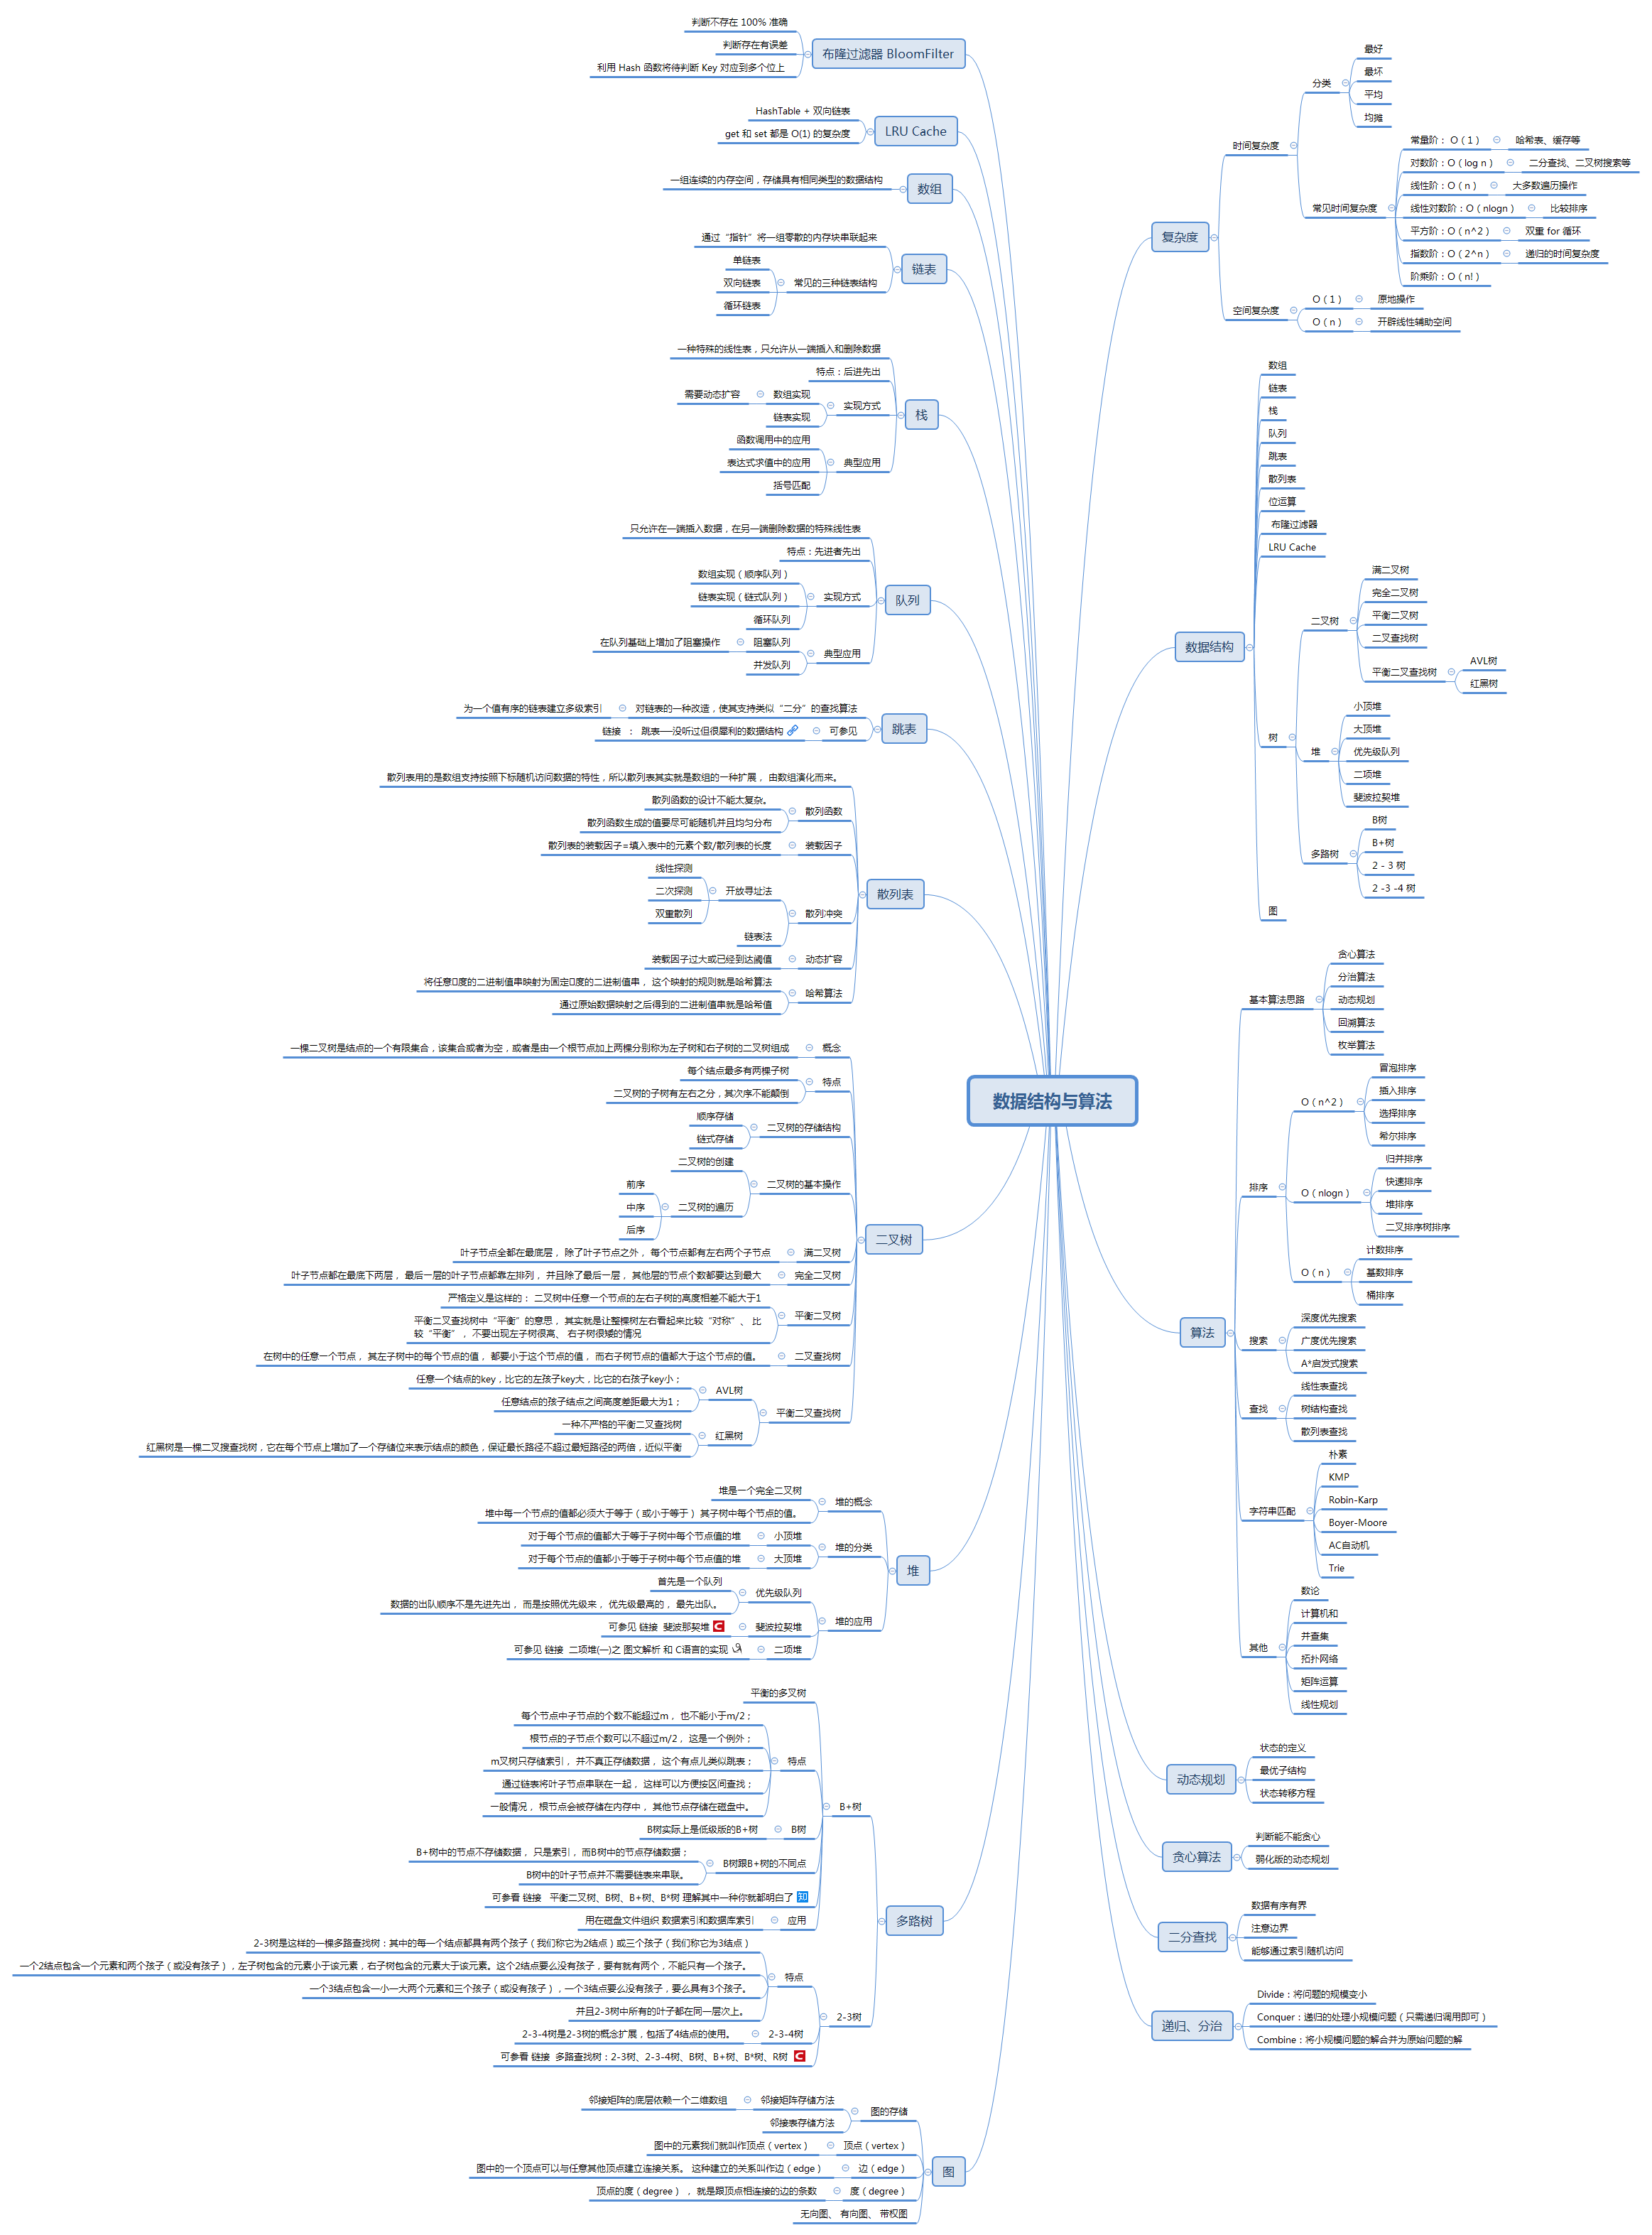 数据结构与算法
布隆过滤器 BloomFilter
判断不存在 100% 准确
判断存在有误差
利用 Hash 函数将待判断 Key 对应到多个位上
LRU Cache
HashTable + 双向链表
get 和 set 都是 O(1) 的复杂度
数组
一组连续的内存空间，存储具有相同类型的数据结构
链表
通过“指针”将一组零散的内存块串联起来
常见的三种链表结构
单链表
双向链表
循环链表
栈
一种特殊的线性表，只允许从一端插入和删除数据
特点：后进先出
实现方式
数组实现
需要动态扩容
链表实现
典型应用
函数调用中的应用
表达式求值中的应用
括号匹配
队列
只允许在一端插入数据，在另一端删除数据的特殊线性表
特点：先进者先出
实现方式
数组实现（顺序队列）
链表实现（链式队列）
循环队列
典型应用
阻塞队列
在队列基础上增加了阻塞操作
并发队列
跳表
对链表的一种改造，使其支持类似“二分”的查找算法
为一个值有序的链表建立多级索引
可参见
链接 ： 跳表──没听过但很犀利的数据结构
散列表
散列表用的是数组支持按照下标随机访问数据的特性，所以散列表其实就是数组的一种扩展， 由数组演化而来。
散列函数
散列函数的设计不能太复杂。
散列函数生成的值要尽可能随机并且均匀分布
装载因子
散列表的装载因子=填入表中的元素个数/散列表的长度
散列冲突
开放寻址法
线性探测
二次探测
双重散列
链表法
动态扩容
装载因子过大或已经到达阈值
哈希算法
将任意度的二进制值串映射为固定度的二进制值串， 这个映射的规则就是哈希算法
通过原始数据映射之后得到的二进制值串就是哈希值
二叉树
概念
一棵二叉树是结点的一个有限集合，该集合或者为空，或者是由一个根节点加上两棵分别称为左子树和右子树的二叉树组成
特点
每个结点最多有两棵子树
二叉树的子树有左右之分，其次序不能颠倒
二叉树的存储结构
顺序存储
链式存储
二叉树的基本操作
二叉树的创建
二叉树的遍历
前序
中序
后序
满二叉树
叶子节点全都在最底层， 除了叶子节点之外， 每个节点都有左右两个子节点
完全二叉树
叶子节点都在最底下两层， 最后一层的叶子节点都靠左排列， 并且除了最后一层， 其他层的节点个数都要达到最大
平衡二叉树
严格定义是这样的： 二叉树中任意一个节点的左右子树的高度相差不能大于1
平衡二叉查找树中“平衡”的意思， 其实就是让整棵树左右看起来比较“对称”、 比
较“平衡”， 不要出现左子树很高、 右子树很矮的情况
二叉查找树
在树中的任意一个节点， 其左子树中的每个节点的值， 都要小于这个节点的值， 而右子树节点的值都大于这个节点的值。
平衡二叉查找树
AVL树
任意一个结点的key，比它的左孩子key大，比它的右孩子key小；
任意结点的孩子结点之间高度差距最大为1；
红黑树
一种不严格的平衡二叉查找树
红黑树是一棵二叉搜查找树，它在每个节点上增加了一个存储位来表示结点的颜色，保证最长路径不超过最短路径的两倍，近似平衡
堆
堆的概念
堆是一个完全二叉树
堆中每一个节点的值都必须大于等于（或小于等于） 其子树中每个节点的值。
堆的分类
小顶堆
对于每个节点的值都大于等于子树中每个节点值的堆
大顶堆
对于每个节点的值都小于等于子树中每个节点值的堆
堆的应用
优先级队列
首先是一个队列
数据的出队顺序不是先进先出， 而是按照优先级来， 优先级最高的， 最先出队。
斐波拉契堆
可参见 链接 斐波那契堆
二项堆
可参见 链接 二项堆(一)之 图文解析 和 C语言的实现
多路树
B+树
平衡的多叉树
特点
每个节点中子节点的个数不能超过m， 也不能小于m/2；
根节点的子节点个数可以不超过m/2， 这是一个例外；
m叉树只存储索引， 并不真正存储数据， 这个有点儿类似跳表；
通过链表将叶子节点串联在一起， 这样可以方便按区间查找；
一般情况， 根节点会被存储在内存中， 其他节点存储在磁盘中。
B树
B树实际上是低级版的B+树
B树跟B+树的不同点
B+树中的节点不存储数据， 只是索引， 而B树中的节点存储数据；
B树中的叶子节点并不需要链表来串联。
可参看 链接 平衡二叉树、B树、B+树、B*树 理解其中一种你就都明白了 知
应用
用在磁盘文件组织 数据索引和数据库索引
2-3树
特点
2-3树是这样的一棵多路查找树：其中的每一个结点都具有两个孩子（我们称它为2结点）或三个孩子（我们称它为3结点）
一个2结点包含一个元素和两个孩子（或没有孩子），左子树包含的元素小于该元素，右子树包含的元素大于该元素。这个2结点要么没有孩子，要有就有两个，不能只有一个孩子。
一个3结点包含一小一大两个元素和三个孩子（或没有孩子），一个3结点要么没有孩子，要么具有3个孩子。
并且2-3树中所有的叶子都在同一层次上。
2-3-4树
2-3-4树是2-3树的概念扩展，包括了4结点的使用。
可参看 链接 多路查找树：2-3树、2-3-4树、B树、B+树、B*树、R树
图
图的存储
邻接矩阵存储方法
邻接矩阵的底层依赖一个二维数组
邻接表存储方法
顶点（vertex）
图中的元素我们就叫作顶点（vertex）
边（edge）
图中的一个顶点可以与任意其他顶点建立连接关系。 这种建立的关系叫作边（edge）
度（degree）
顶点的度（degree） ， 就是跟顶点相连接的边的条数
无向图、 有向图、 带权图
复杂度
时间复杂度
分类
最好
最坏
平均
均摊
常见时间复杂度
常量阶： O（1）
哈希表、缓存等
对数阶：O（log n）
二分查找、二叉树搜索等
线性阶：O（n）
大多数遍历操作
线性对数阶：O（nlogn）
比较排序
平方阶：O（n^2）
双重 for 循环
指数阶：O（2^n）
递归的时间复杂度
阶乘阶：O（n!）
空间复杂度
O（1）
原地操作
O（n）
开辟线性辅助空间
数据结构
数组
链表
栈
队列
跳表
散列表
位运算
布隆过滤器
LRU Cache
树
二叉树
满二叉树
完全二叉树
平衡二叉树
二叉查找树
平衡二叉查找树
AVL树
红黑树
堆
小顶堆
大顶堆
优先级队列
二项堆
斐波拉契堆
多路树
B树
B+树
2 - 3 树
2 -3 -4 树
图
算法
基本算法思路
贪心算法
分治算法
动态规划
回溯算法
枚举算法
排序
O（n^2）
冒泡排序
插入排序
选择排序
希尔排序
O（nlogn）
归并排序
快速排序
堆排序
二叉排序树排序
O（n）
计数排序
基数排序
桶排序
搜索
深度优先搜索
广度优先搜索
A*启发式搜索
查找
线性表查找
树结构查找
散列表查找
字符串匹配
朴素
KMP
Robin-Karp
Boyer-Moore
AC自动机
Trie
其他
数论
计算机和
并查集
拓扑网络
矩阵运算
线性规划
动态规划
状态的定义
最优子结构
状态转移方程
贪心算法
判断能不能贪心
弱化版的动态规划
二分查找
数据有序有界
注意边界
能够通过索引随机访问
递归、分治
Divide：将问题的规模变小
Conquer：递归的处理小规模问题（只需递归调用即可）
Combine：将小规模问题的解合并为原始问题的解